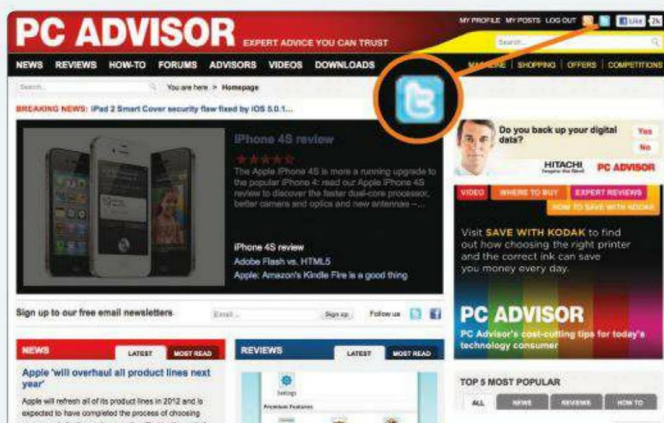 PC ADVISOR
EXPERT ADVICE YOU CAN TRUST
MY PROFILE MY POSTS LOG OUT
Like 2k
Search...
NEWS REVIEWS HOW-TO FORUMS ADVISORS VIDEOS DOWNLOADS
MAGAZINE SHOPPING OFFERS COMPETITIONS
Search... You are here > Homepage
BREAKING NEWS: iPad 2 Smart Cover security flaw fixed by iOS 5.0.1...
iPhone 4S review
The Apple iPhone 4S is more a running upgrade to
the popular iPhone 4: read our Apple iPhone 4S
review to discover the faster dual-core processor,
better camera and optics and new antennae –...
iPhone 4S review
Adobe Flash vs. HTML5
Apple: Amazon's Kindle Fire is a good thing
Do you back up your digital
data?
Yes
No
HITACHI
Inspire the Next
PC ADVISOR
VIDEO WHERE TO BUY EXPERT REVIEWS
HOW TO SAVE WITH KODAK
Visit SAVE WITH KODAK to find
out how choosing the right printer
and the correct ink can save
you money every day.
PC ADVISOR
PC Advisor's cost-cutting tips for today's
technology consumer
Sign up to our free email newsletters Email... Sign up Follow us
NEWS LATEST MOST READ
Apple 'will overhaul all product lines next
year'
Apple will refresh all of its product lines in 2012 and is
expected to have completed the process of choosing
REVIEWS LATEST MOST READ
Settings
Premium Features
TOP 5 MOST POPULAR
ALL NEWS REVIEWS HOW TO